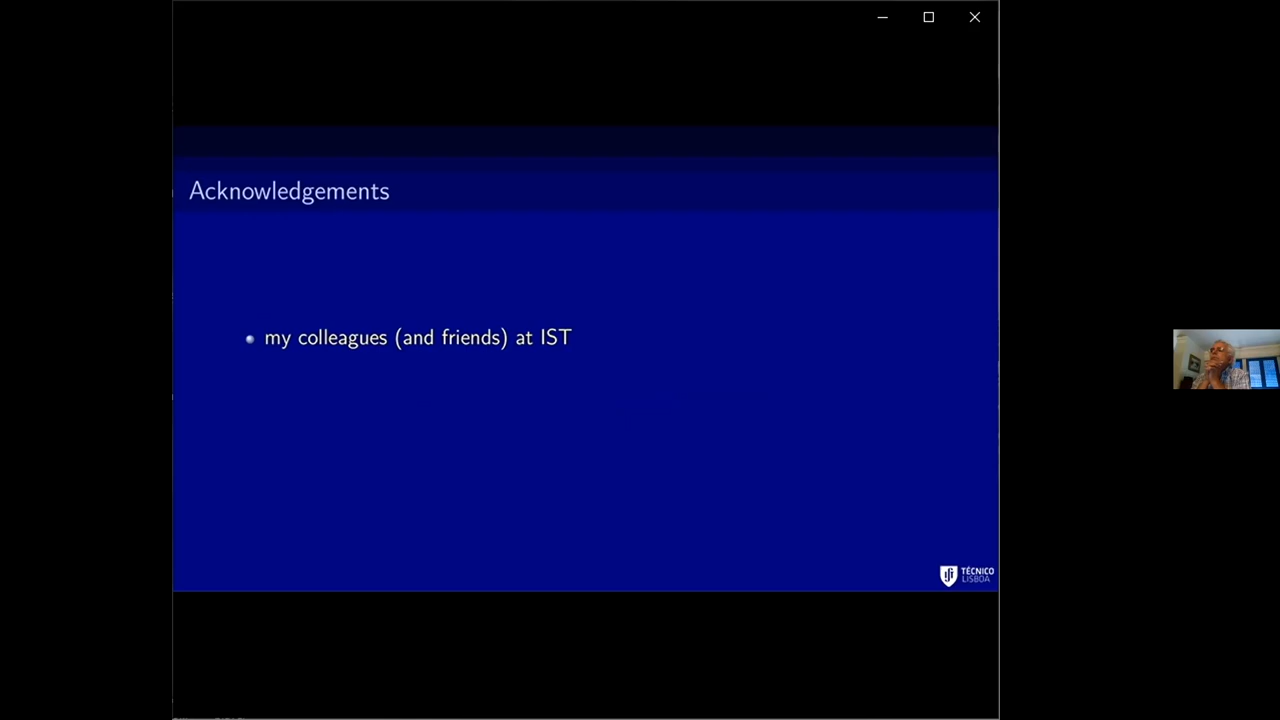 Acknowledgements
my colleagues (and friends) at IST
TÉCNICO
LISBOA